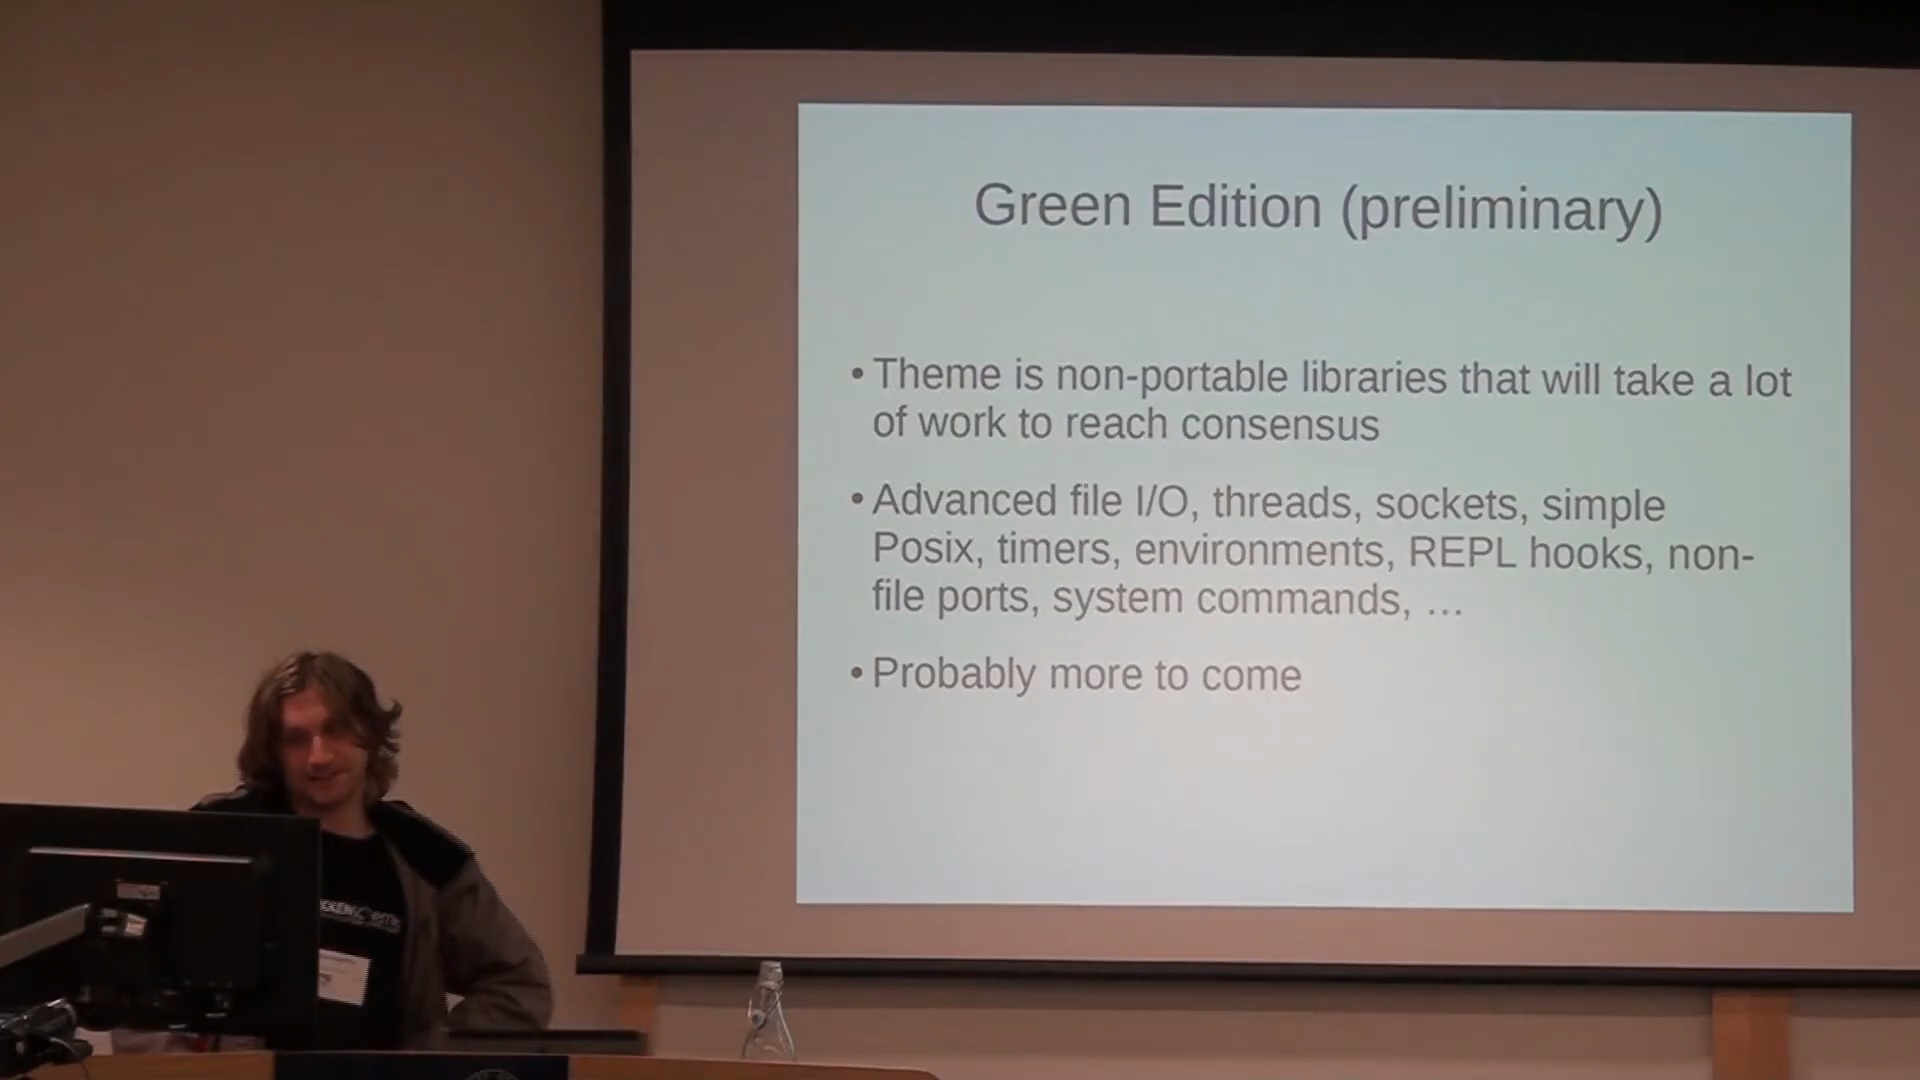 Green Edition (preliminary)
• Theme is non-portable libraries that will take a lot
of work to reach consensus
• Advanced file I/O, threads, sockets, simple
Posix, timers, environments, REPL hooks, non-
file ports, system commands, …
• Probably more to come